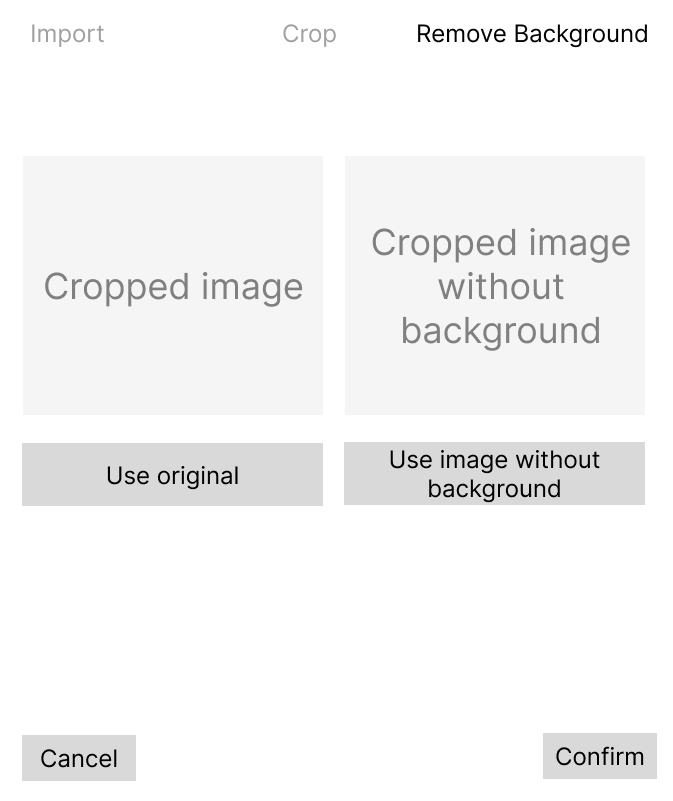 Import
Crop
Remove Background
Cropped image
Cropped image
without
background
Use original
Use image without
background
Cancel
Confirm